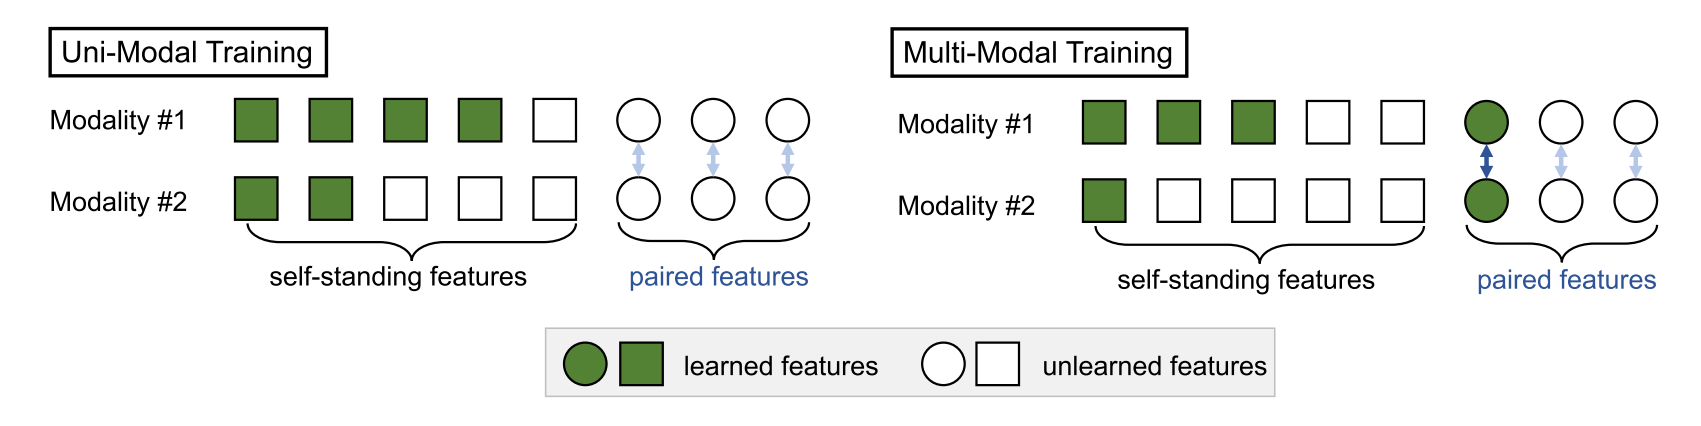 Uni-Modal Training
Modality #1
Modality #2
self-standing features
paired features
Multi-Modal Training
Modality #1
Modality #2
self-standing features
paired features
learned features
unlearned features